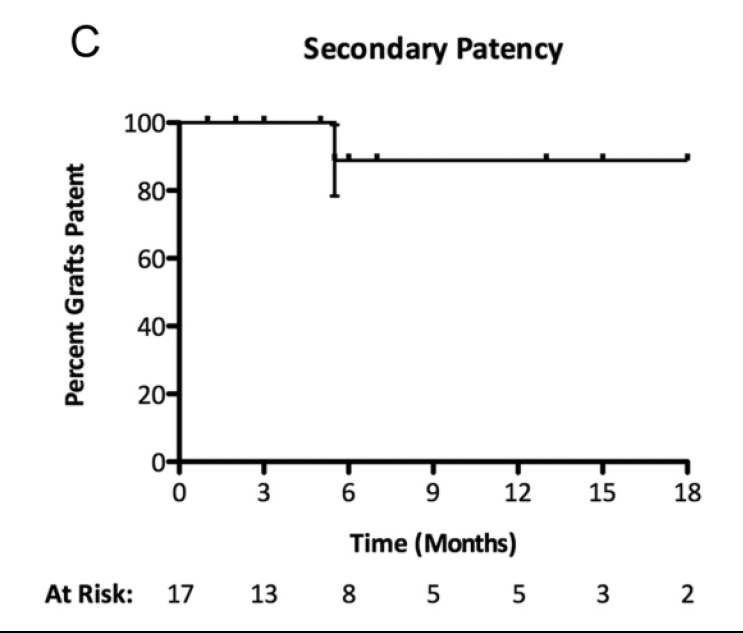 C
Secondary Patency
Percent Grafts Patent
100
80
60
40
20
0
0 3 6 9 12 15 18
Time (Months)
At Risk: 17 13 8 5 5 3 2